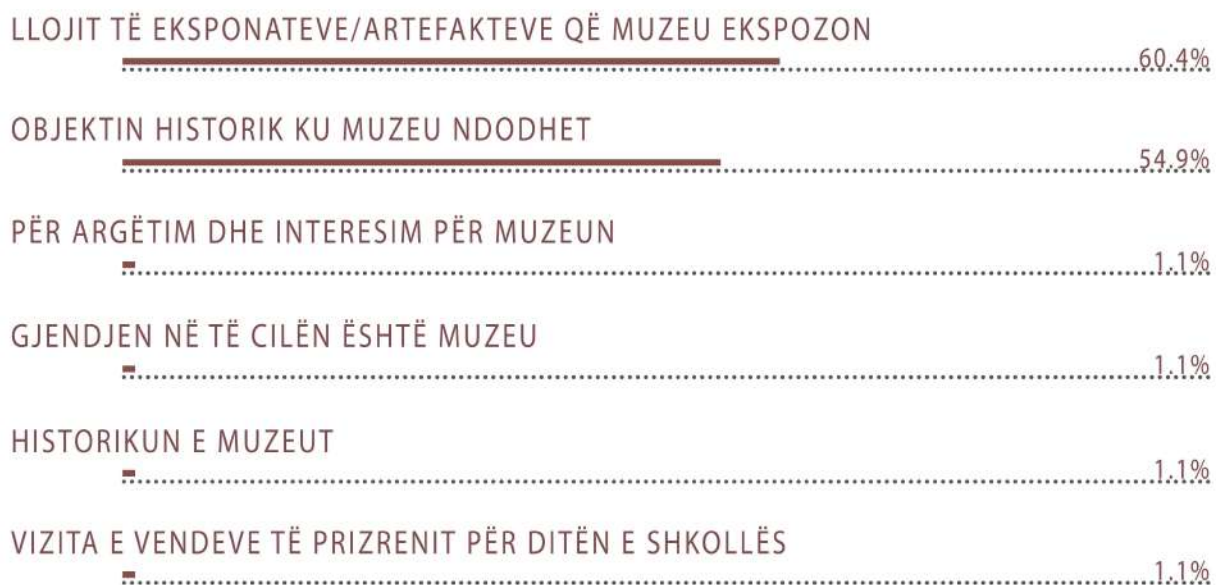 LLOJIT TË EKSPONATEVE/ARTEFAKTEVE QË MUZEU EKSPOZON
60.4%
OBJEKTIN HISTORIK KU MUZEU NDODHET
54.9%
PËR ARGËTIM DHE INTERESIM PËR MUZEUN
1.1%
GJENDJEN NË TË CILËN ËSHTË MUZEU
1.1%
HISTORIKUN E MUZEUT
1.1%
VIZITA E VENDEVE TË PRIZRENIT PËR DITËN E SHKOLLËS
1.1%